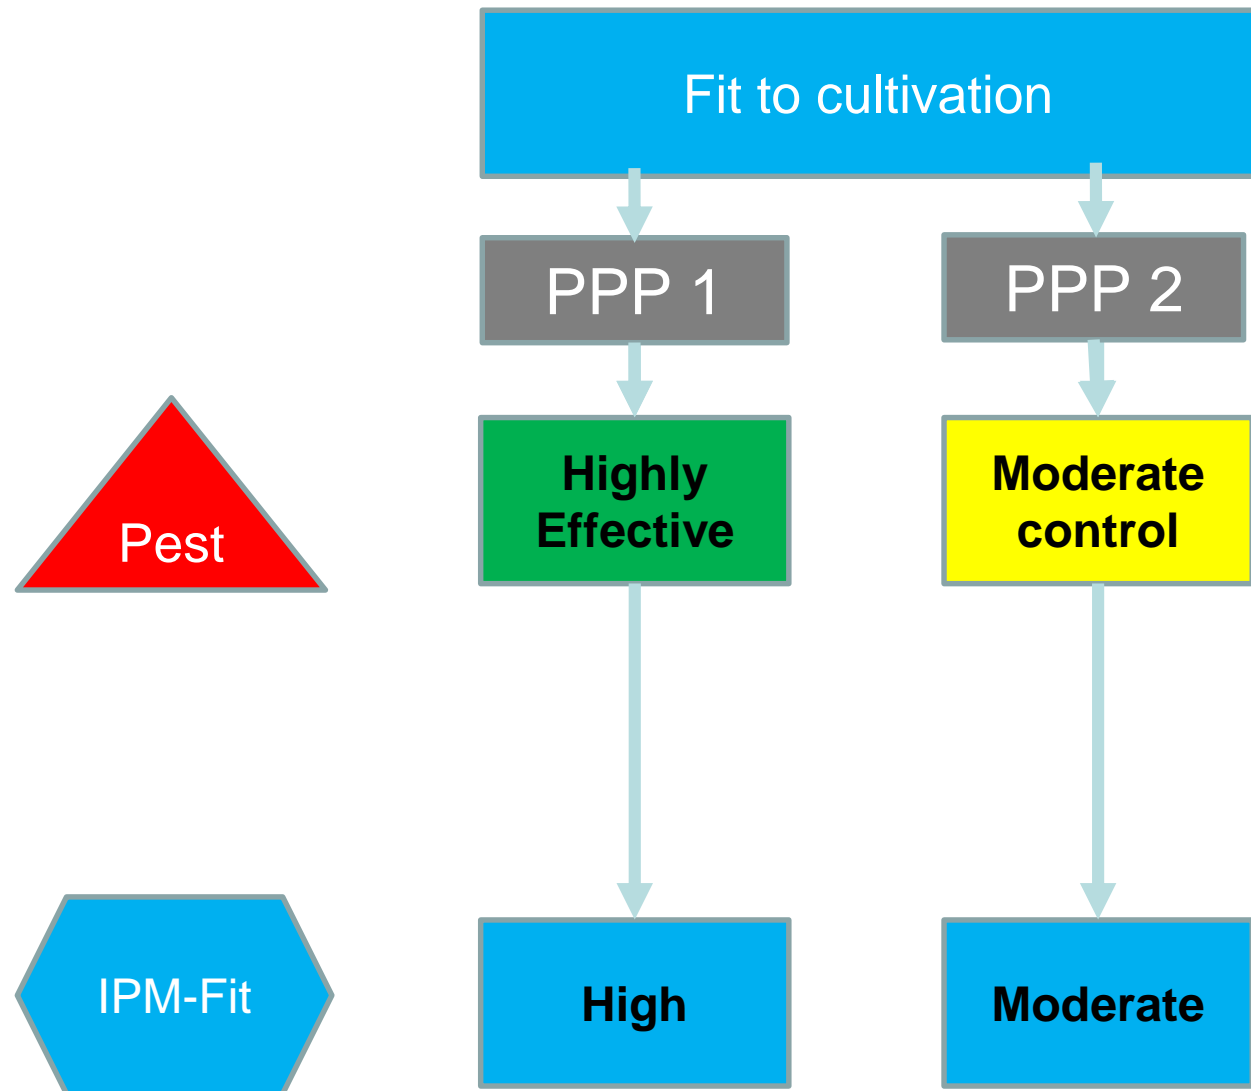 Fit to cultivation
PPP 1
PPP 2
Pest
Highly
Effective
Moderate
control
IPM-Fit
High
Moderate